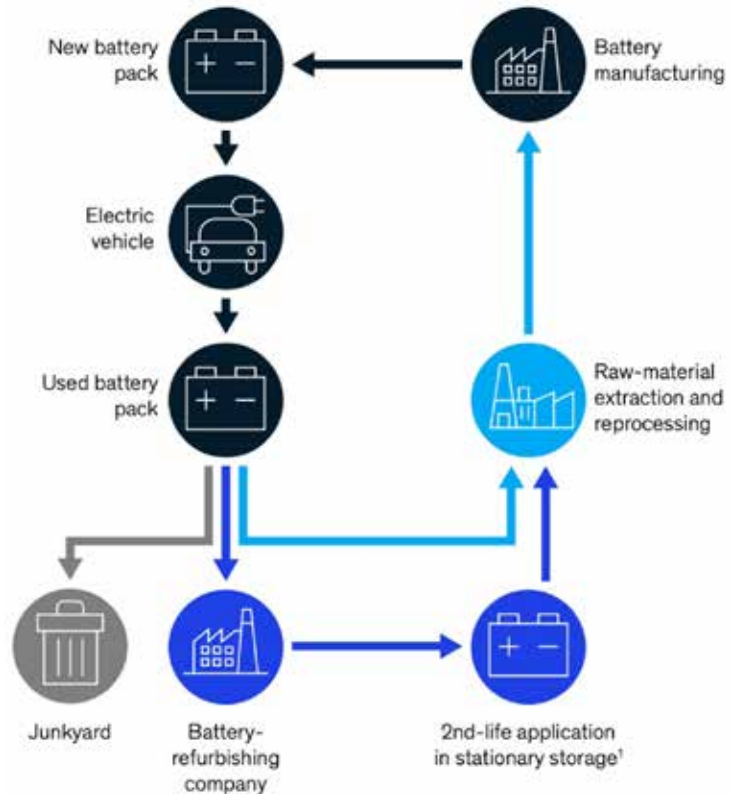 New battery
pack
Battery
manufacturing
Electric
vehicle
Used battery
pack
Raw-material
extraction and
reprocessing
Junkyard
Battery-
refurbishing
company
2nd-life application
in stationary storage¹